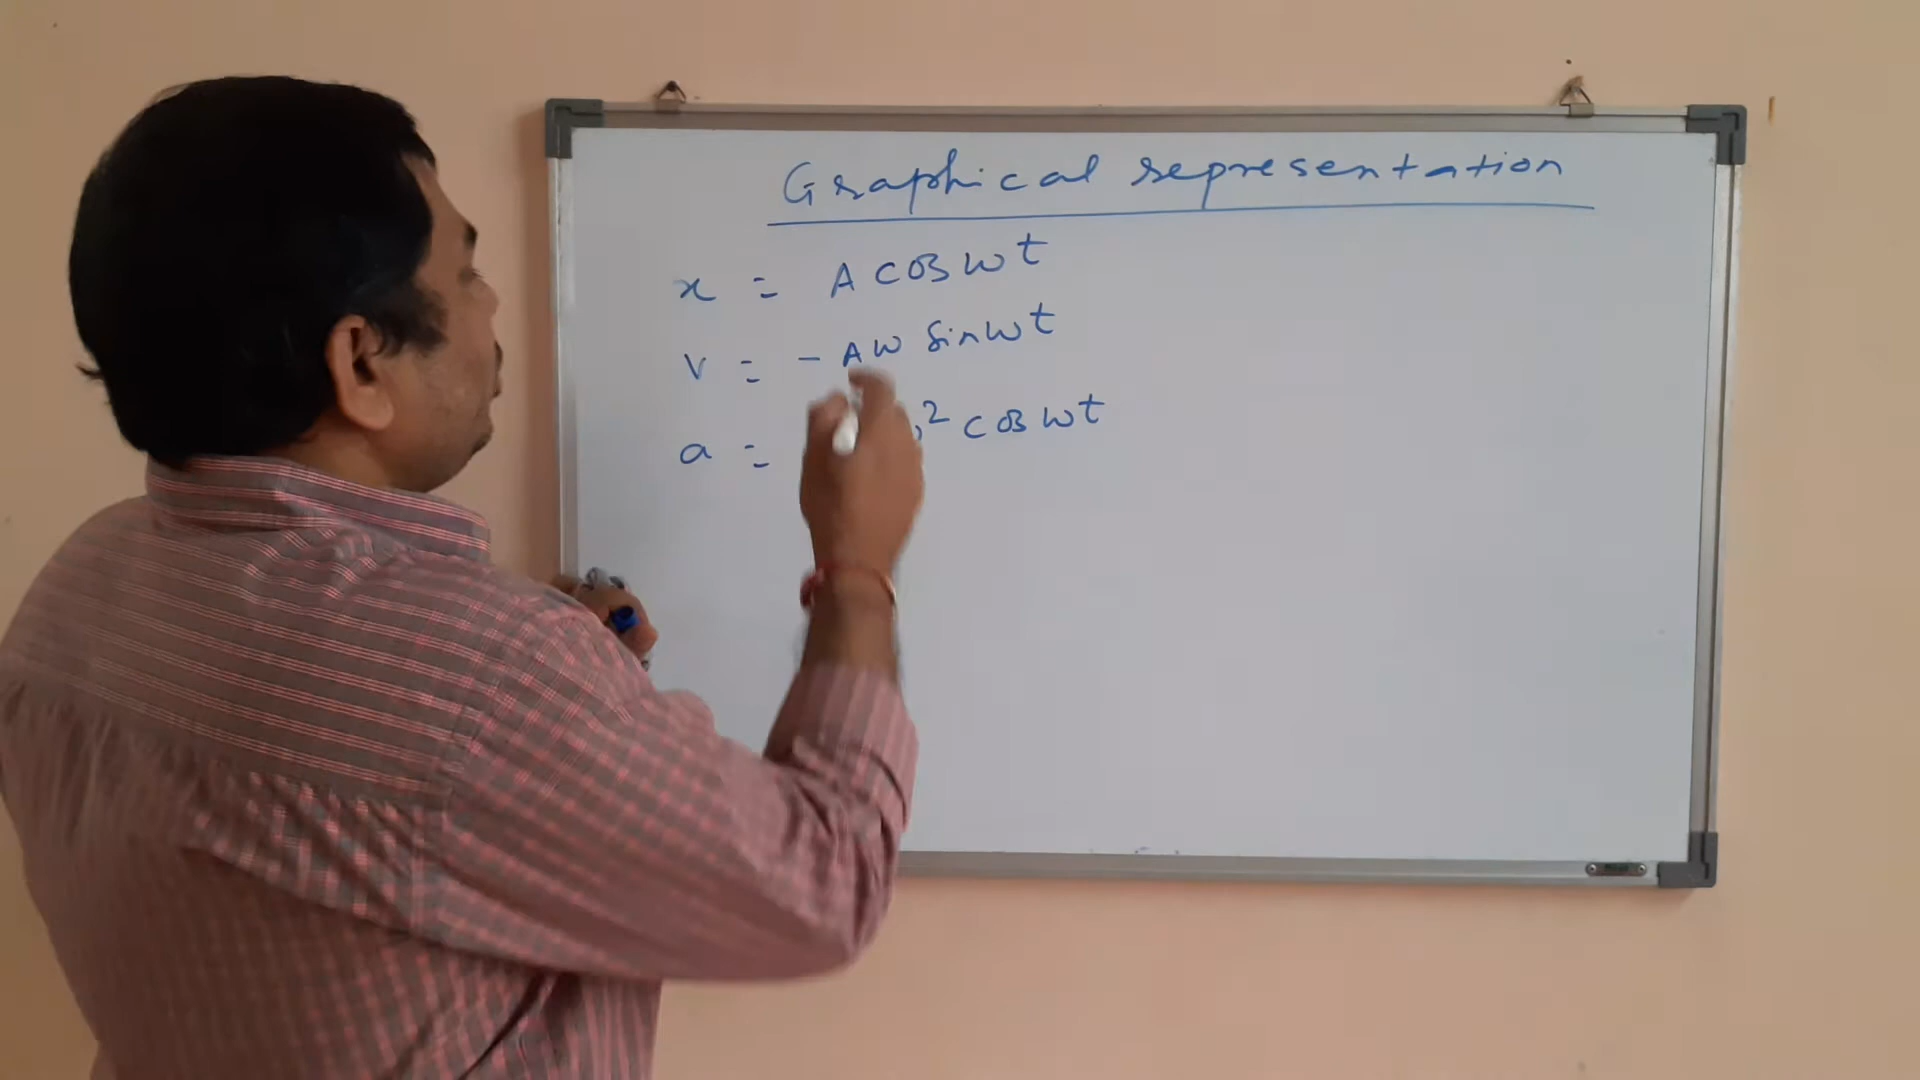 Graphical representation
x = A cos ωt
v = - Aω sin ωt
a = ² cos ωt